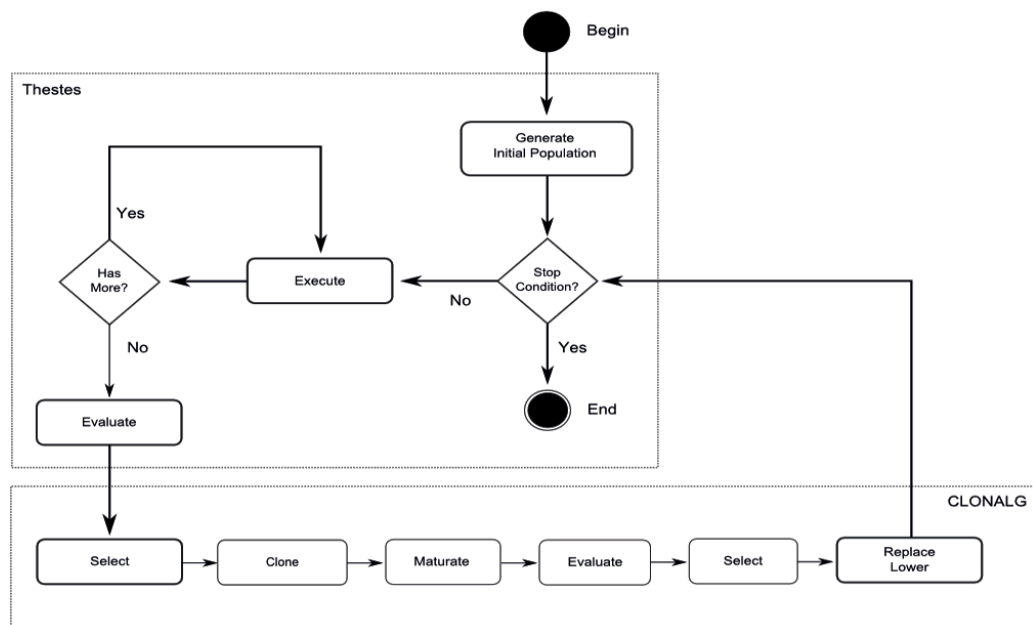 Begin
Thestes
Generate
Initial Population
Yes
Has
More?
Execute
Stop
Condition?
No
No
Yes
Evaluate
End
CLONALG
Select
Clone
Maturate
Evaluate
Select
Replace
Lower